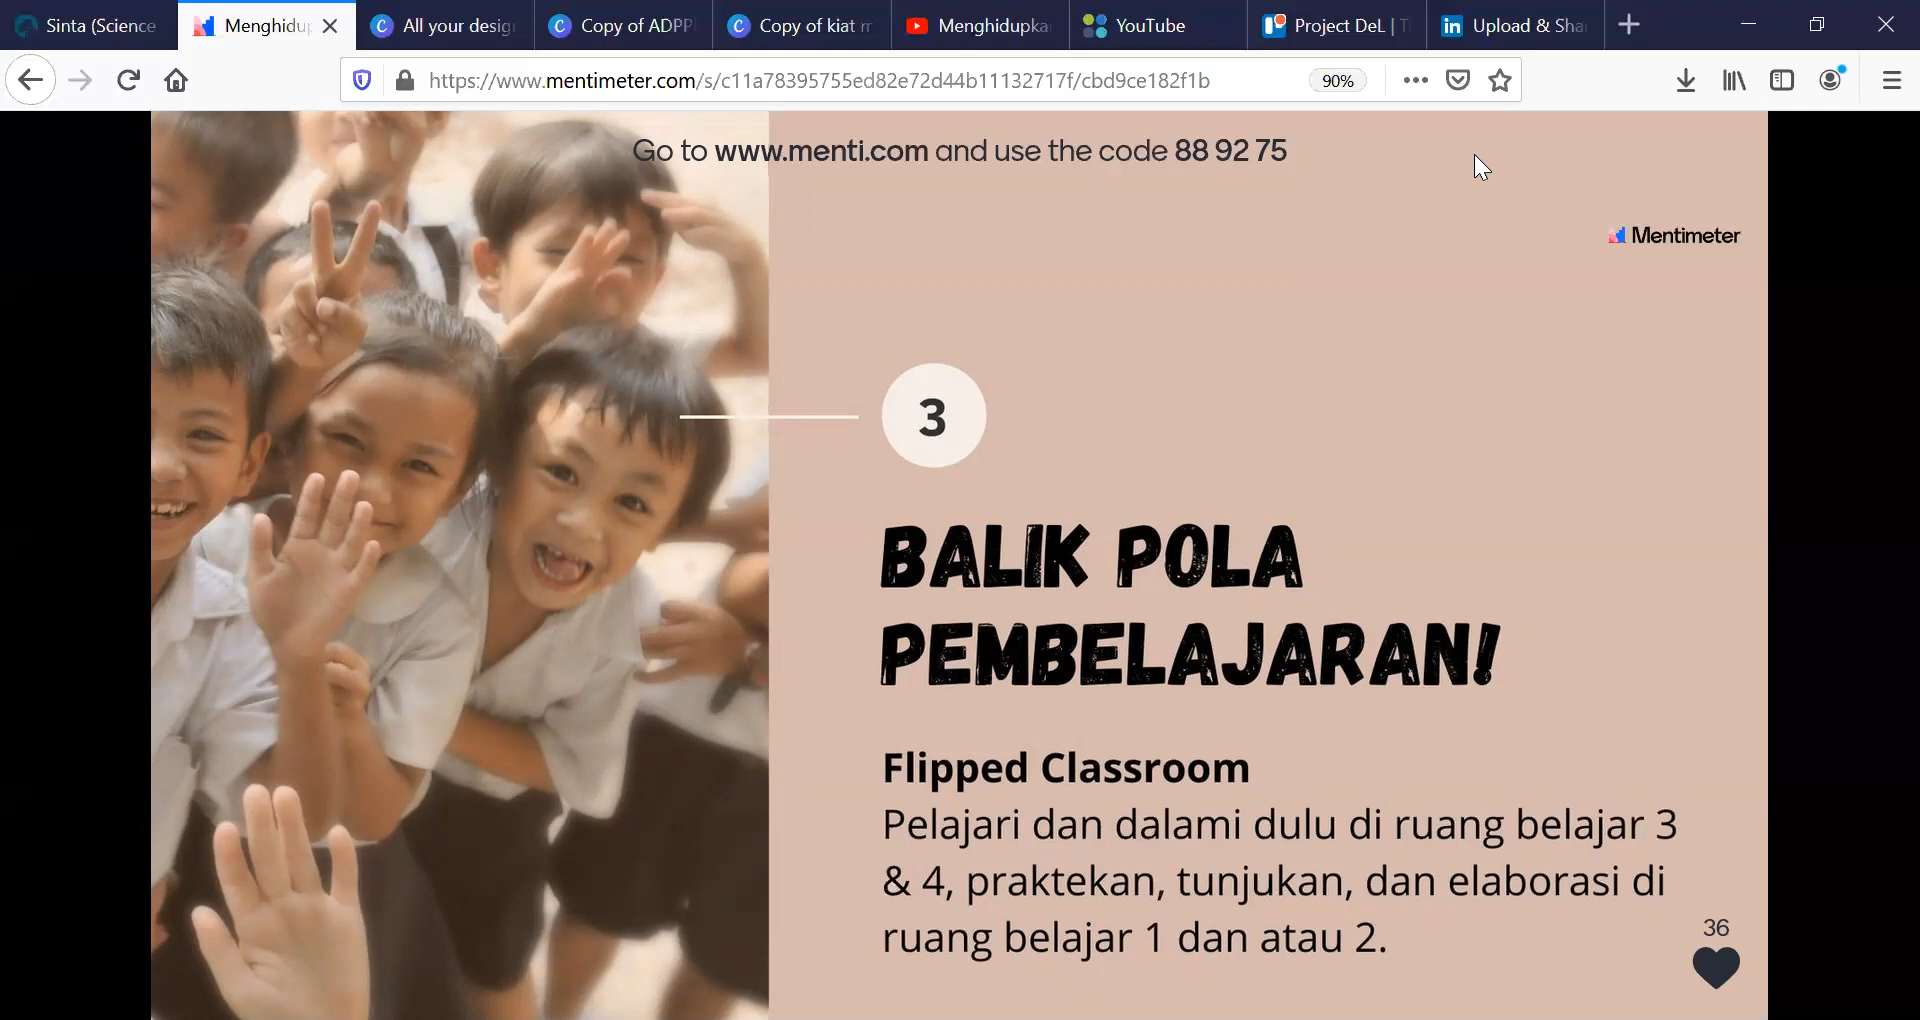 Sinta (Science
Menghidup
All your desig
Copy of ADPP
Copy of kiat m
Menghidupka
YouTube
Project DeL | T
Upload & Sha
https://www.mentimeter.com/s/c11a78395755ed82e72d44b11132717f/cbd9ce182f1b
90%
Go to www.menti.com and use the code 88 92 75
Mentimeter
3
BALIK POLA
PEMBELAJARAN!
Flipped Classroom
Pelajari dan dalami dulu di ruang belajar 3
& 4, praktekan, tunjukan, dan elaborasi di
ruang belajar 1 dan atau 2.
36